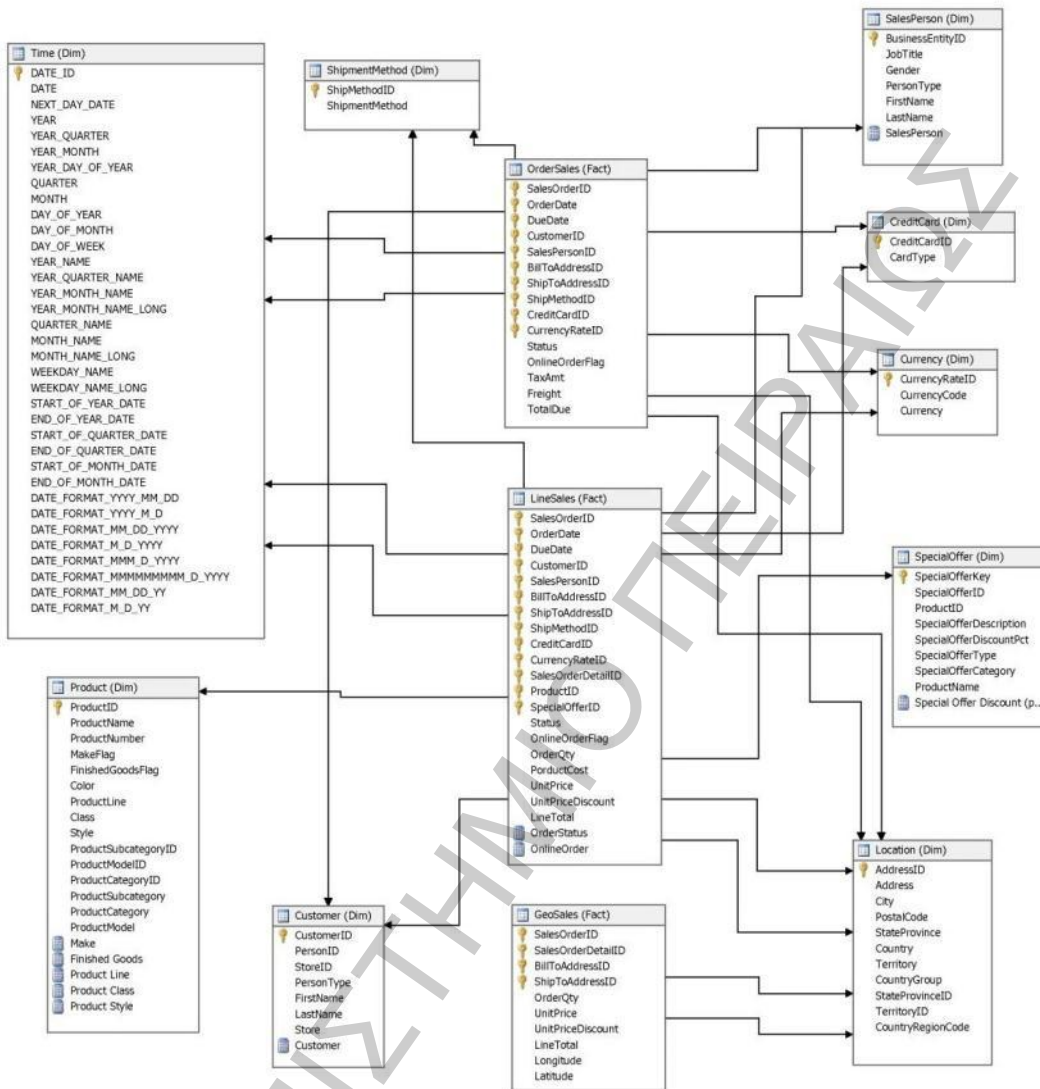 Time (Dim)
DATE_ID
DATE
NEXT_DAY_DATE
YEAR
YEAR_QUARTER
YEAR_MONTH
YEAR_DAY_OF_YEAR
QUARTER
MONTH
DAY_OF_YEAR
DAY_OF_MONTH
DAY_OF_WEEK
YEAR_NAME
YEAR_QUARTER_NAME
YEAR_MONTH_NAME
YEAR_MONTH_NAME_LONG
QUARTER_NAME
MONTH_NAME
MONTH_NAME_LONG
WEEKDAY_NAME
WEEKDAY_NAME_LONG
START_OF_YEAR_DATE
END_OF_YEAR_DATE
START_OF_QUARTER_DATE
END_OF_QUARTER_DATE
START_OF_MONTH_DATE
END_OF_MONTH_DATE
DATE_FORMAT_YYYY_MM_DD
DATE_FORMAT_YYYY_M_D
DATE_FORMAT_MM_DD_YYYY
DATE_FORMAT_M_D_YYYY
DATE_FORMAT_MMM_D_YYYY
DATE_FORMAT_MMMMMMMMM_D_YYYY
DATE_FORMAT_MM_DD_YY
DATE_FORMAT_M_D_YY
ShipmentMethod (Dim)
ShipMethodID
ShipmentMethod
SalesPerson (Dim)
BusinessEntityID
JobTitle
Gender
PersonType
FirstName
LastName
SalesPerson
OrderSales (Fact)
SalesOrderID
OrderDate
DueDate
CustomerID
SalesPersonID
BillToAddressID
ShipToAddressID
ShipMethodID
CreditCardID
CurrencyRateID
Status
OnlineOrderFlag
TaxAmt
Freight
TotalDue
CreditCard (Dim)
CreditCardID
CardType
Currency (Dim)
CurrencyRateID
CurrencyCode
Currency
LineSales (Fact)
SalesOrderID
OrderDate
DueDate
CustomerID
SalesPersonID
BillToAddressID
ShipToAddressID
ShipMethodID
CreditCardID
CurrencyRateID
SalesOrderDetailID
ProductID
SpecialOfferID
Status
OnlineOrderFlag
OrderQty
PorductCost
UnitPrice
UnitPriceDiscount
LineTotal
OrderStatus
OnlineOrder
SpecialOffer (Dim)
SpecialOfferKey
SpecialOfferID
ProductID
SpecialOfferDescription
SpecialOfferDiscountPct
SpecialOfferType
SpecialOfferCategory
ProductName
Special Offer Discount (p...
Product (Dim)
ProductID
ProductName
ProductNumber
MakeFlag
FinishedGoodsFlag
Color
ProductLine
Class
Style
ProductSubcategoryID
ProductModelID
ProductCategoryID
ProductSubcategory
ProductCategory
ProductModel
Make
Finished Goods
Product Line
Product Class
Product Style
Customer (Dim)
CustomerID
PersonID
StoreID
PersonType
FirstName
LastName
Store
Customer
GeoSales (Fact)
SalesOrderID
SalesOrderDetailID
BillToAddressID
ShipToAddressID
OrderQty
UnitPrice
UnitPriceDiscount
LineTotal
Longitude
Latitude
Location (Dim)
AddressID
Address
City
PostalCode
StateProvince
Country
Territory
CountryGroup
StateProvinceID
TerritoryID
CountryRegionCode
ΙΣΤΗΜΙΟ ΠΕΙΡΑΙΩΣ